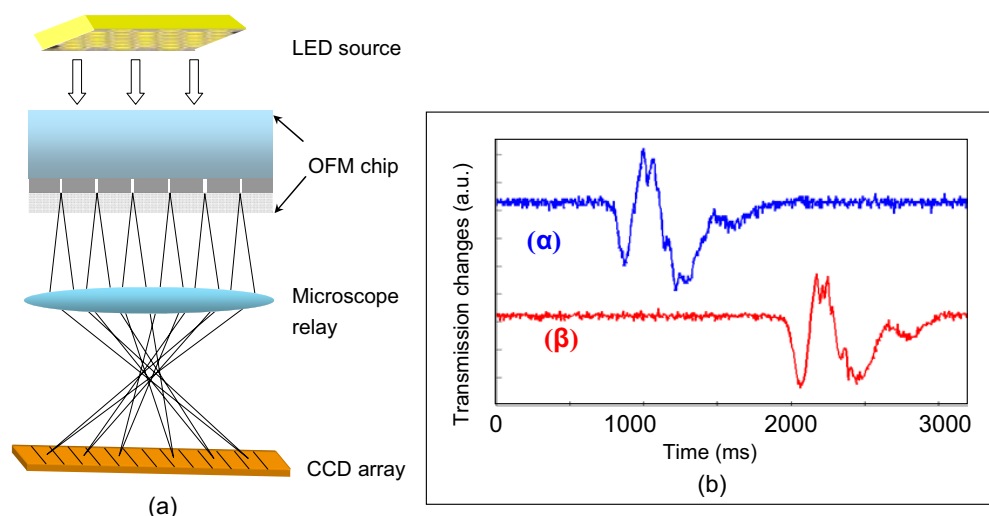 LED source
OFM chip
Microscope
relay
CCD array
(a)
Transmission changes (a.u.)
(α)
(β)
0
1000
2000
3000
Time (ms)
(b)